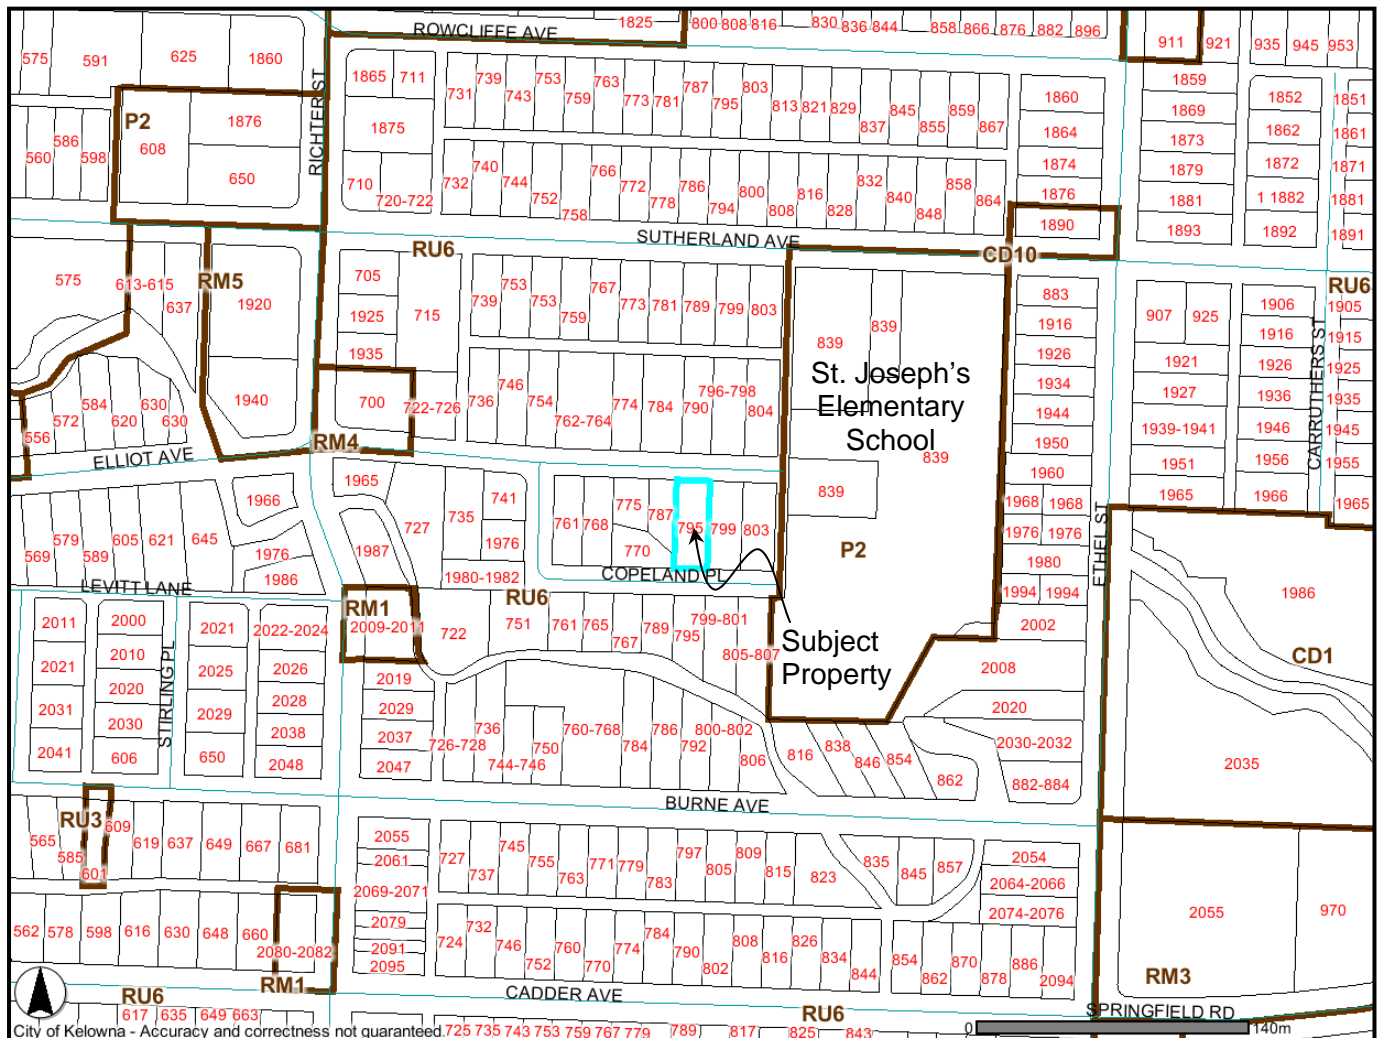 ROWCLIFFE AVE
1825 800 808 816 830 836 844 858 866 876 882 896 911 921 935 945 953
575 591 625 1860
RICHTER ST
P2
608 1876 650
560 586 598
1865 711 1875 710 720-722
731 739 743 753 759 763 773 781 787 795 803 813 821 829 837 845 855 859 867
732 740 744 752 758 766 772 778 786 794 800 808 816 828 832 840 848 858 864
1860 1864 1874 1876 1890
1859 1869 1873 1879 1881 1893
1852 1862 1872 1 1882 1892
1851 1861 1871 1881 1891
SUTHERLAND AVE
RU6
CD10
RM5
RU6
575 613-615 637 1920 1940
705 1925 1935 715
739 753 753 759 767 773 781 789 799 803
736 746 754 762-764 774 784 790 796-798 804
700 722-726
RM4
839 839 839 839
St. Joseph's
Elementary
School
P2
883 1916 1926 1934 1944 1950 1960 1968 1968 1976 1976 1980 1994 1994 2002
907 925 1921 1927 1939-1941 1951 1965
1906 1916 1926 1936 1946 1956 1966
CARRUTHERS ST
1905 1915 1925 1935 1945 1955 1965
ETHEL ST
556 572 584 620 630 630
ELLIOT AVE
569 579 589 605 621 645 1966 1976 1986
1965 1987 727 735 741 1976 1980-1982
761 768 775 770 787 795 799 803
COPELAND PL
LEVITT LANE
RM1
2009-2011
RU6
722 751 761 765 767 789 795 799-801 805-807
Subject
Property
2008 2020 2030-2032 882-884
1986
CD1
2035
2011 2021 2031 2041
2000 2010 2020 2030 606
STIRLING PL
2021 2025 2029 650
2022-2024 2026 2028 2038 2048
2019 2029 2037 2047
726-728 736 744-746 750 760-768 784 786 792 800-802 806 816 838 846 854 862
BURNE AVE
RU3
565 585 601 609 619 637 649 667 681
2055 2061 2069-2071 2079 2091 2095
727 737 745 755 763 771 779 783 797 805 809 815 823 835 845 857
2054 2064-2066 2074-2076
562 578 598 616 630 648 660 2080-2082
RM1
724 732 746 752 760 770 774 784 790 802 808 816 826 834 844 854 862 870 878 886 2094
2055 970
RM3
CADDER AVE
RU6
RU6
SPRINGFIELD RD
617 635 649 663 725 735 743 753 759 767 779 789 817 825 843
City of Kelowna - Accuracy and correctness not guaranteed.
0 140m